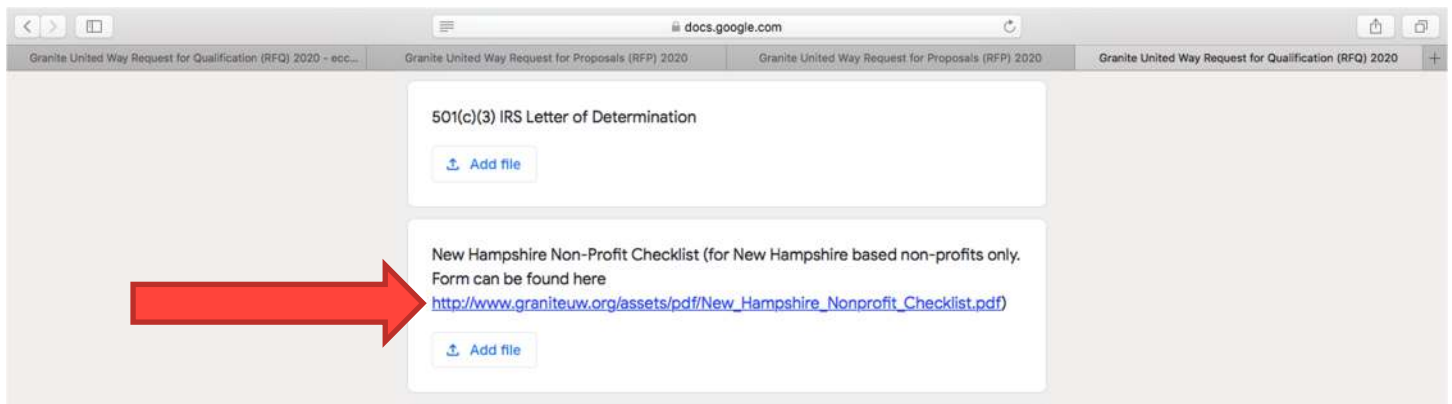 docs.google.com
Granite United Way Request for Qualification (RFQ) 2020 - ecc...
Granite United Way Request for Proposals (RFP) 2020
Granite United Way Request for Proposals (RFP) 2020
Granite United Way Request for Qualification (RFQ) 2020
501(c)(3) IRS Letter of Determination
Add file
New Hampshire Non-Profit Checklist (for New Hampshire based non-profits only.
Form can be found here
http://www.graniteuw.org/assets/pdf/New_Hampshire_Nonprofit_Checklist.pdf)
Add file